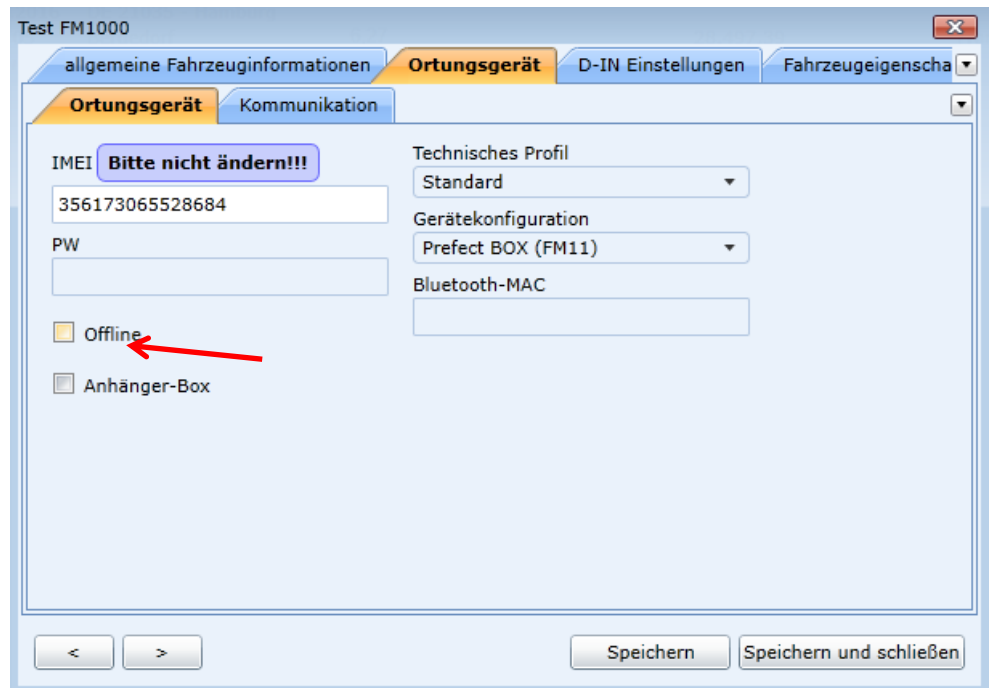 Test FM1000
allgemeine Fahrzeuginformationen Ortungsgerät D-IN Einstellungen Fahrzeugeigenscha
Ortungsgerät Kommunikation
IMEI Bitte nicht ändern!!!
356173065528684
PW
Offline
Anhänger-Box
Technisches Profil
Standard
Gerätekonfiguration
Prefect BOX (FM11)
Bluetooth-MAC
< > Speichern Speichern und schließen